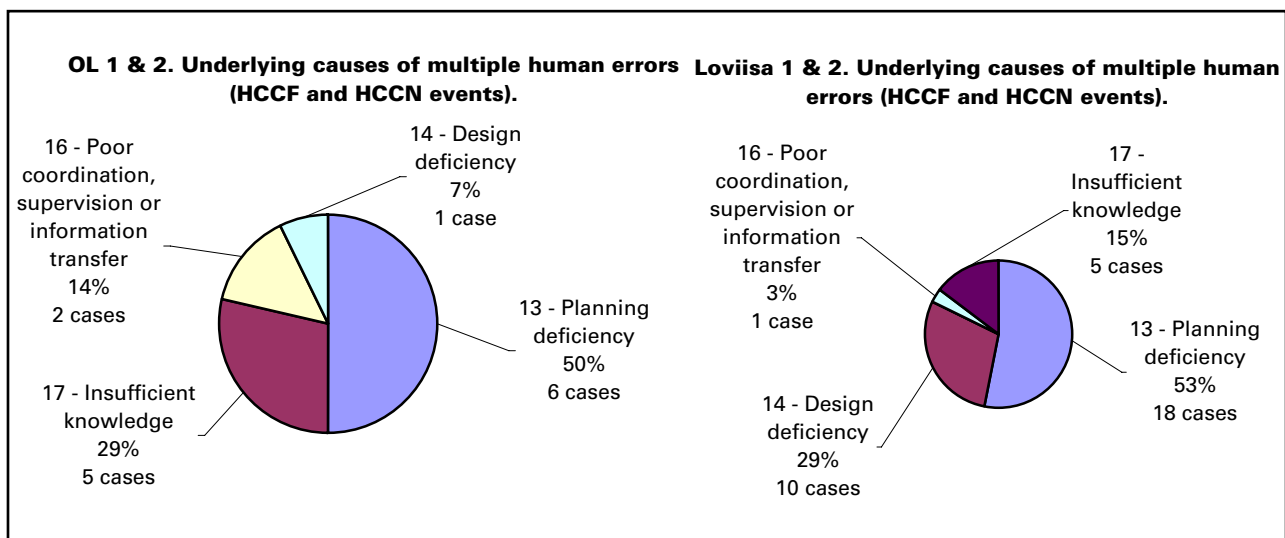 OL 1 & 2. Underlying causes of multiple human errors
(HCCF and HCCN events).
14 - Design
deficiency
7%
1 case
16 - Poor
coordination,
supervision or
information
transfer
14%
2 cases
13 - Planning
deficiency
50%
6 cases
17 - Insufficient
knowledge
29%
5 cases
Loviisa 1 & 2. Underlying causes of multiple human
errors (HCCF and HCCN events).
16 - Poor
coordination,
supervision or
information
transfer
3%
1 case
17 -
Insufficient
knowledge
15%
5 cases
13 - Planning
deficiency
53%
18 cases
14 - Design
deficiency
29%
10 cases